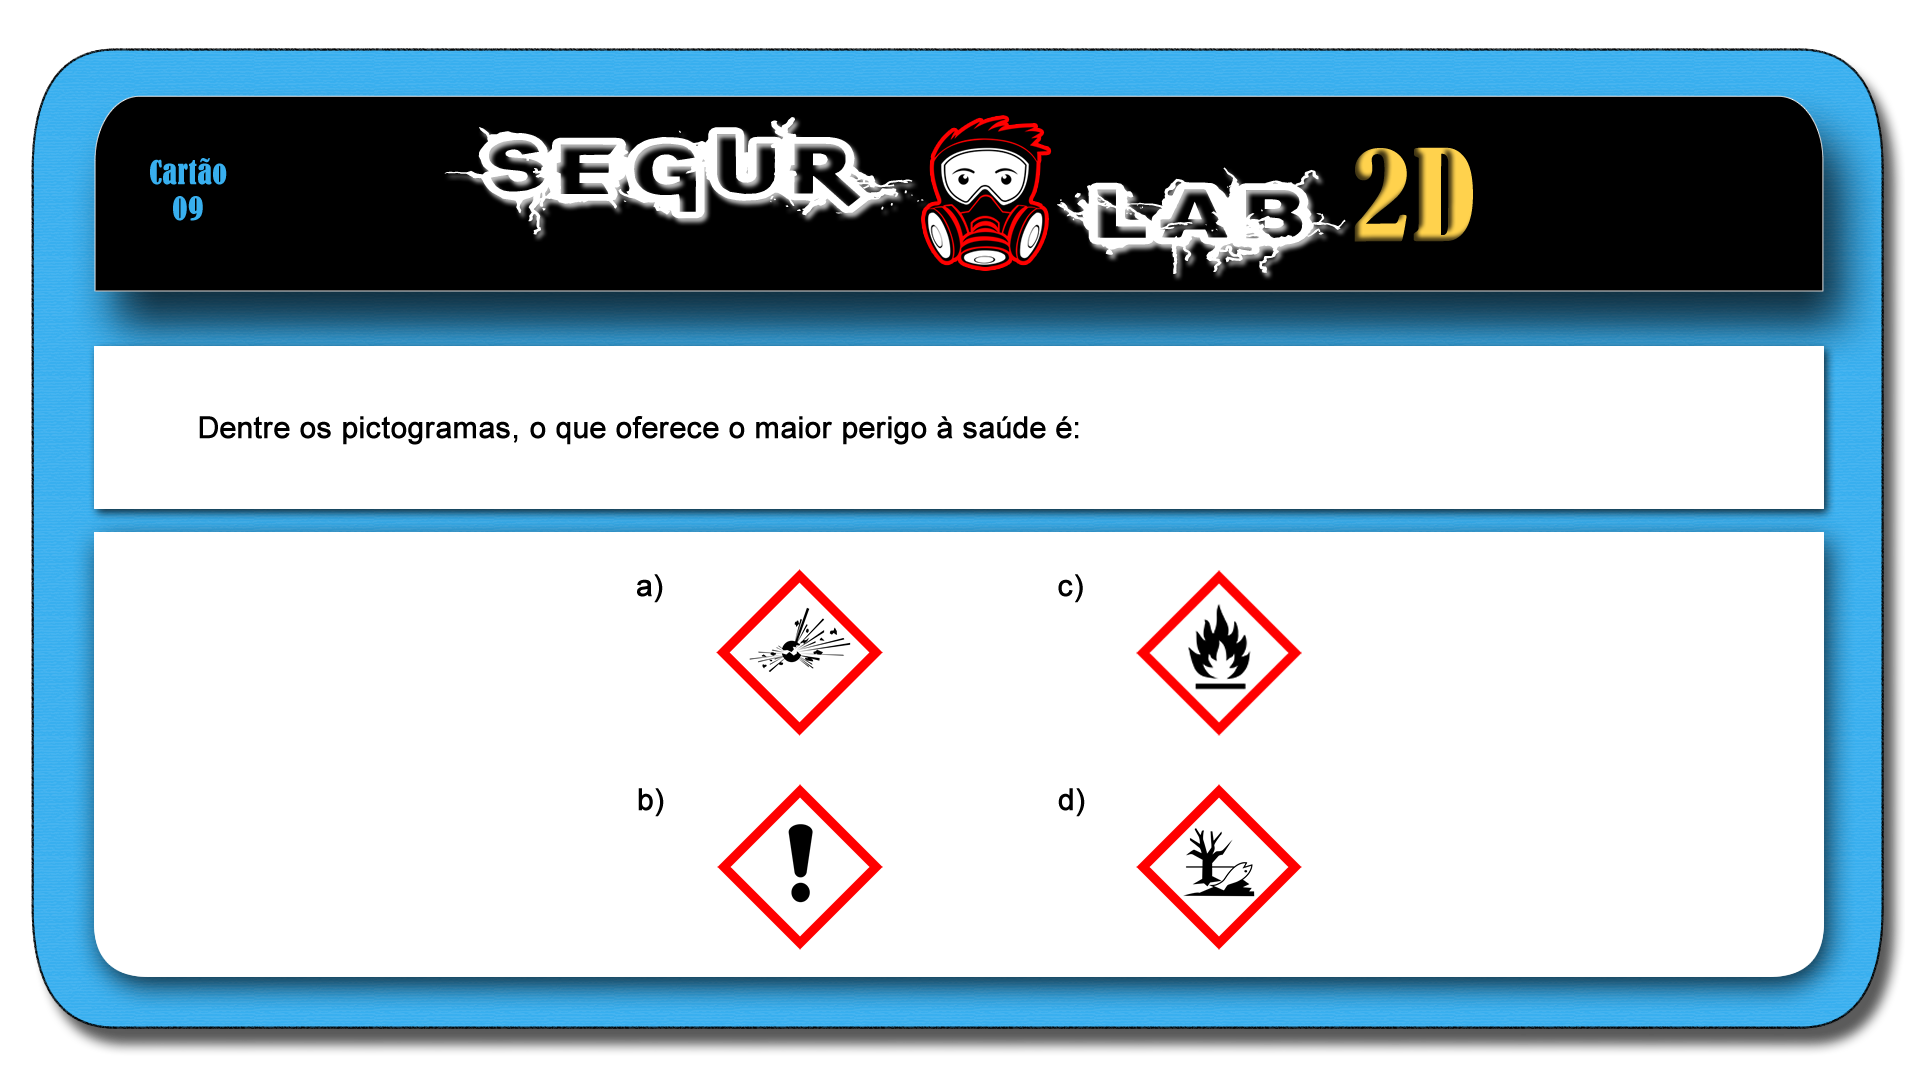 Cartão
09
SEGUR LAB 2D
Dentre os pictogramas, o que oferece o maior perigo à saúde é:
a)
c)
b)
d)